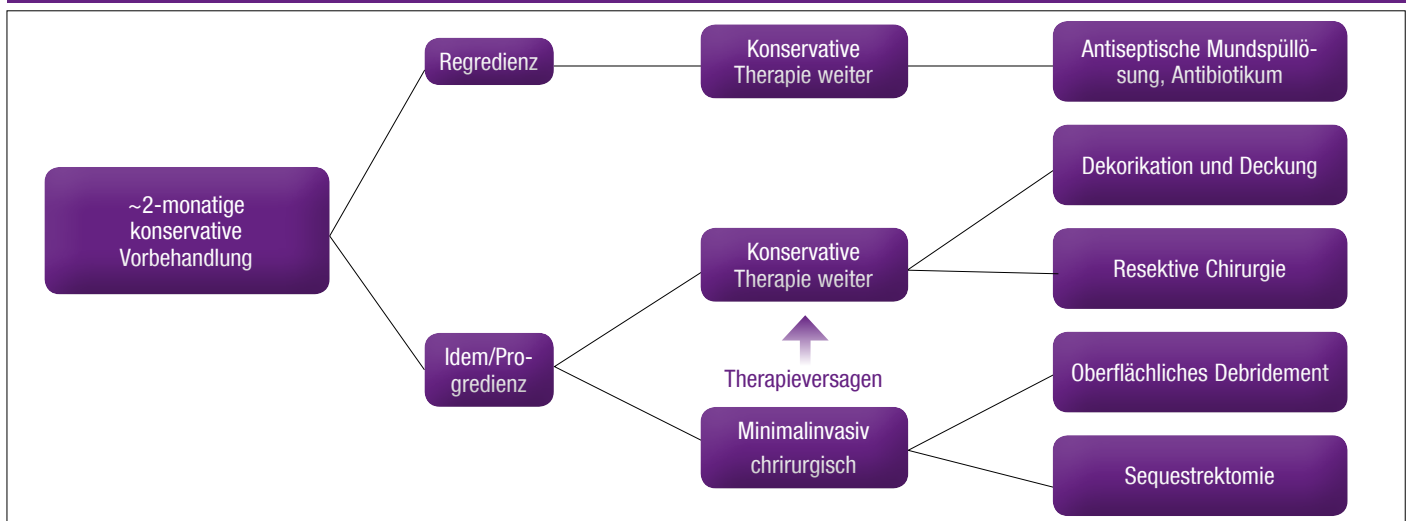 ~2-monatige
konservative
Vorbehandlung
Regredienz
Konservative
Therapie weiter
Antiseptische Mundspüllö-
sung, Antibiotikum
Idem/Pro-
gredienz
Konservative
Therapie weiter
Dekorikation und Deckung
Resektive Chirurgie
Therapieversagen
Minimalinvasiv
chrirurgisch
Oberflächliches Debridement
Sequestrektomie